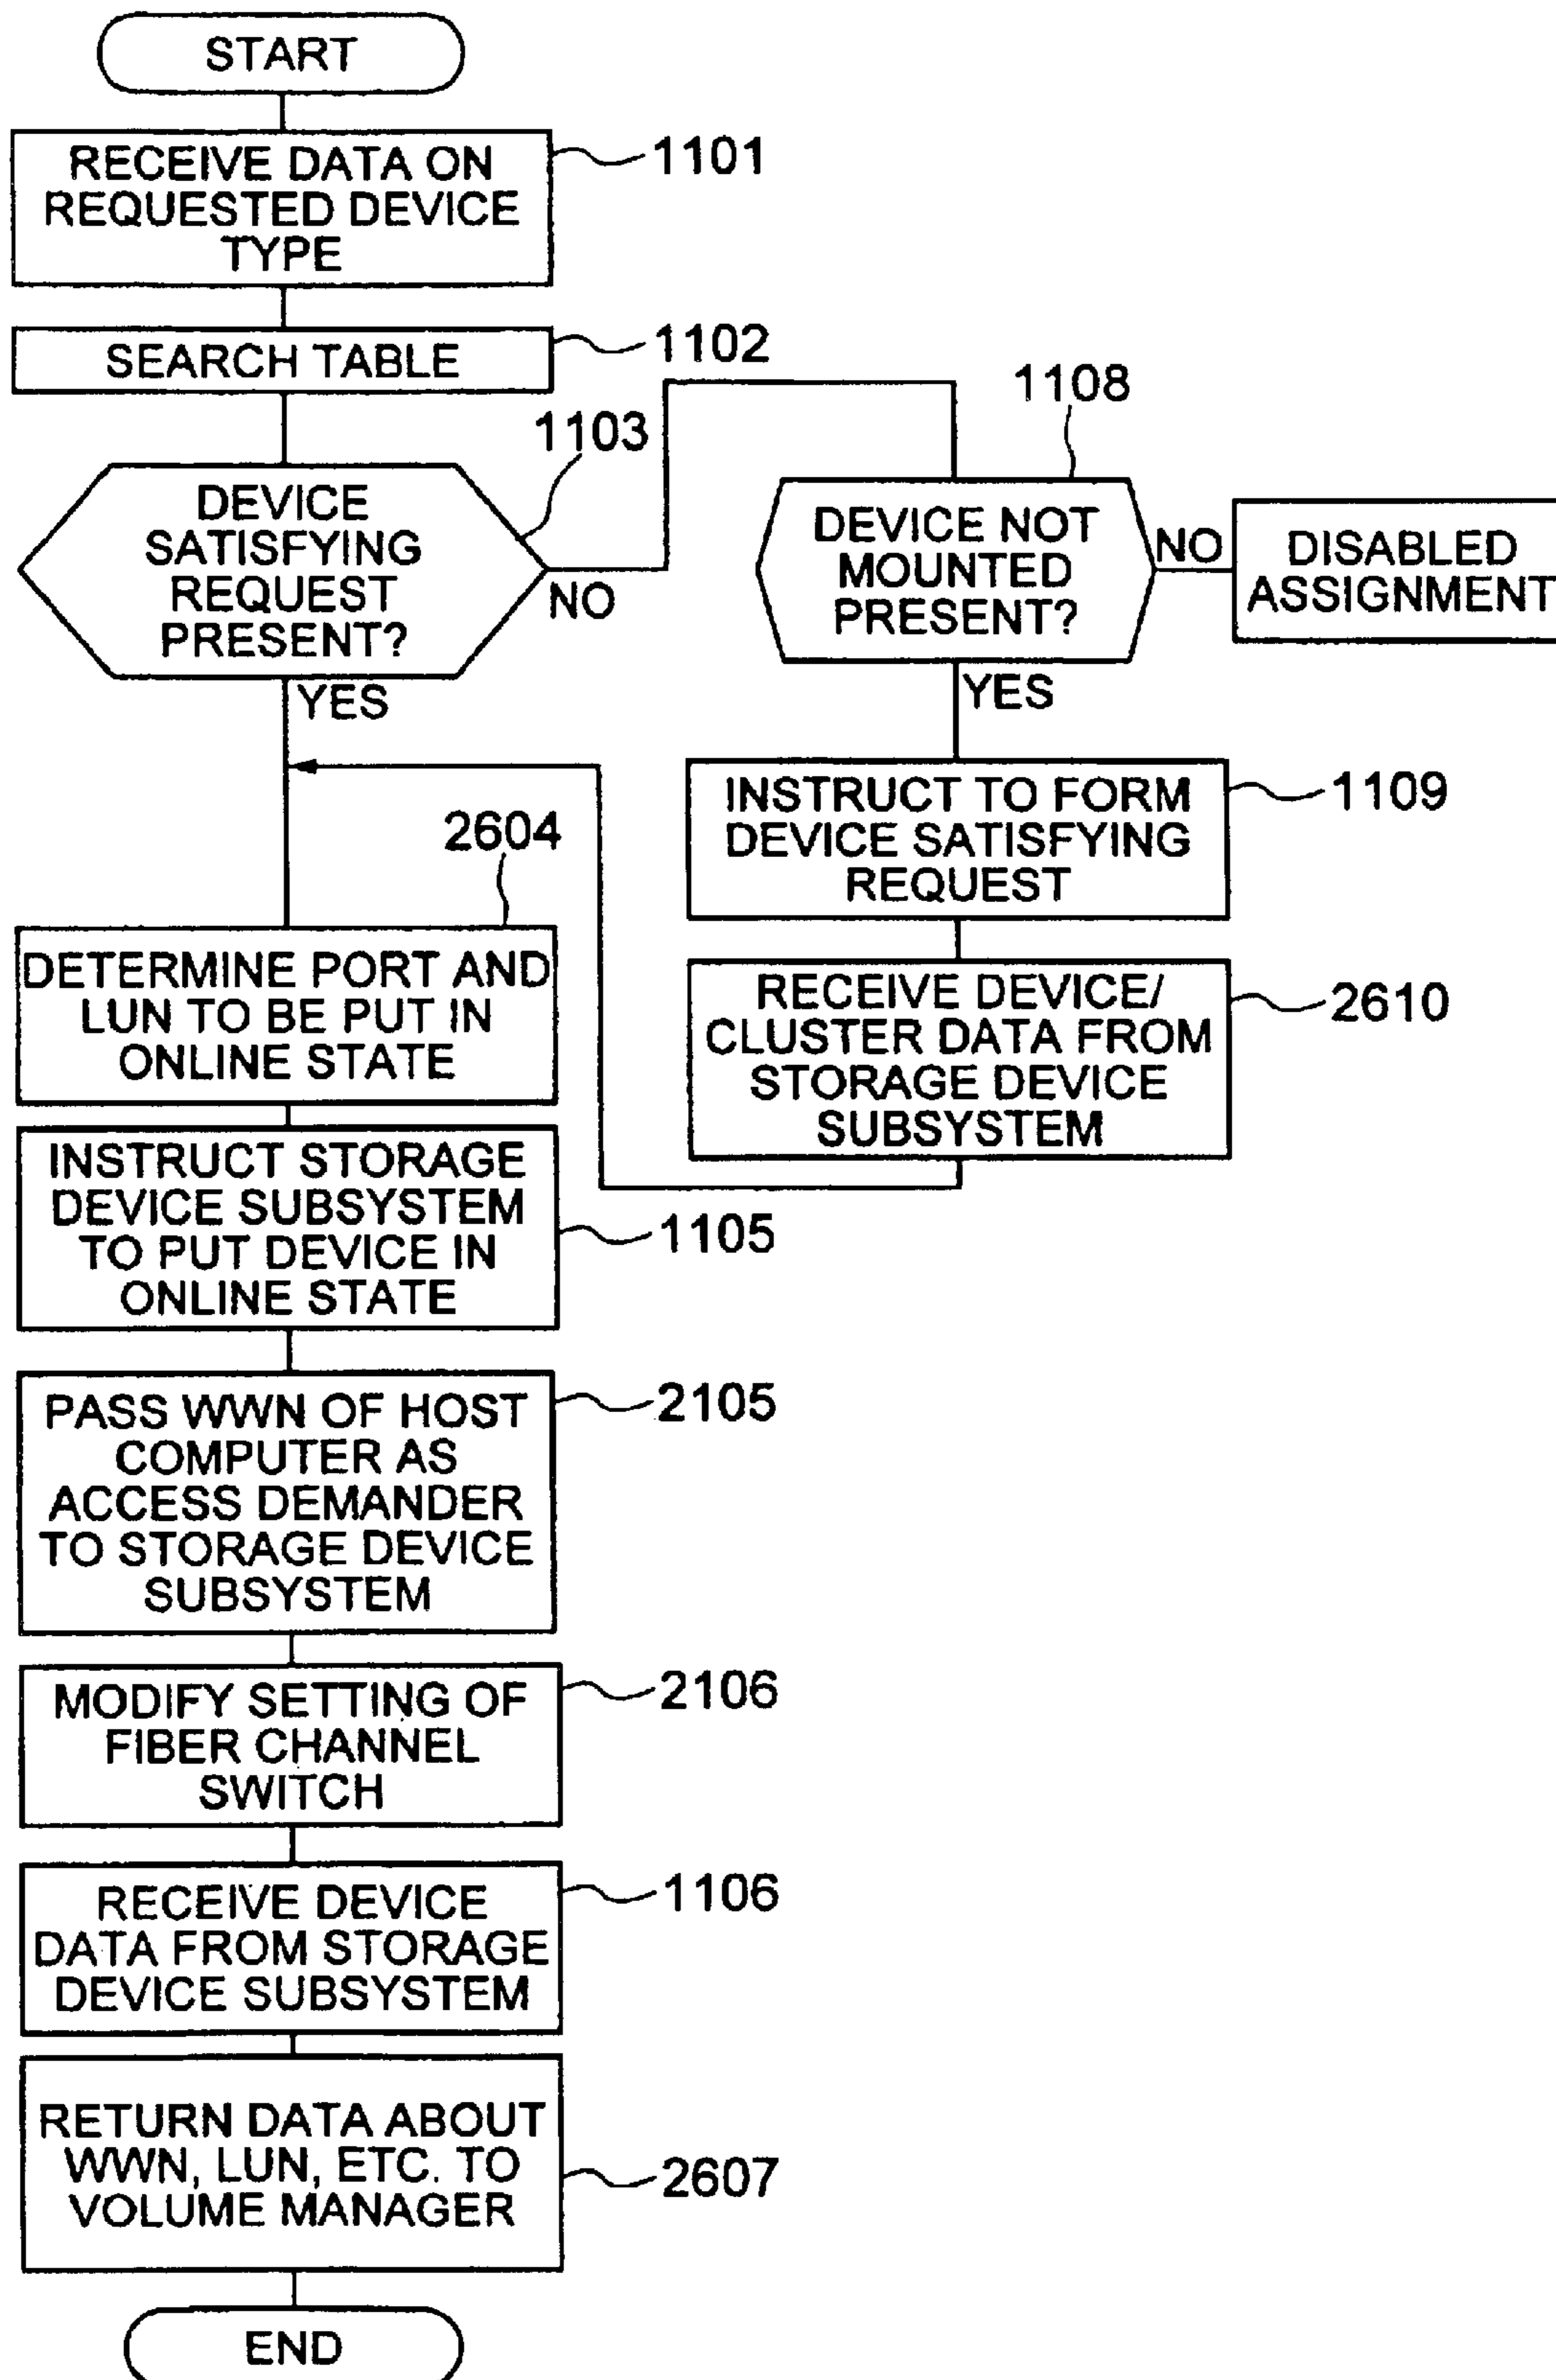 START
RECEIVE DATA ON
REQUESTED DEVICE
TYPE
1101
SEARCH TABLE
1102
DEVICE
SATISFYING
REQUEST
PRESENT?
1103
NO
YES
1108
DEVICE NOT
MOUNTED
PRESENT?
NO
DISABLED
ASSIGNMENT
YES
INSTRUCT TO FORM
DEVICE SATISFYING
REQUEST
1109
RECEIVE DEVICE/
CLUSTER DATA FROM
STORAGE DEVICE
SUBSYSTEM
2610
2604
DETERMINE PORT AND
LUN TO BE PUT IN
ONLINE STATE
INSTRUCT STORAGE
DEVICE SUBSYSTEM
TO PUT DEVICE IN
ONLINE STATE
1105
PASS WWN OF HOST
COMPUTER AS
ACCESS DEMANDER
TO STORAGE DEVICE
SUBSYSTEM
2105
MODIFY SETTING OF
FIBER CHANNEL
SWITCH
2106
RECEIVE DEVICE
DATA FROM STORAGE
DEVICE SUBSYSTEM
1106
RETURN DATA ABOUT
WWN, LUN, ETC. TO
VOLUME MANAGER
2607
END